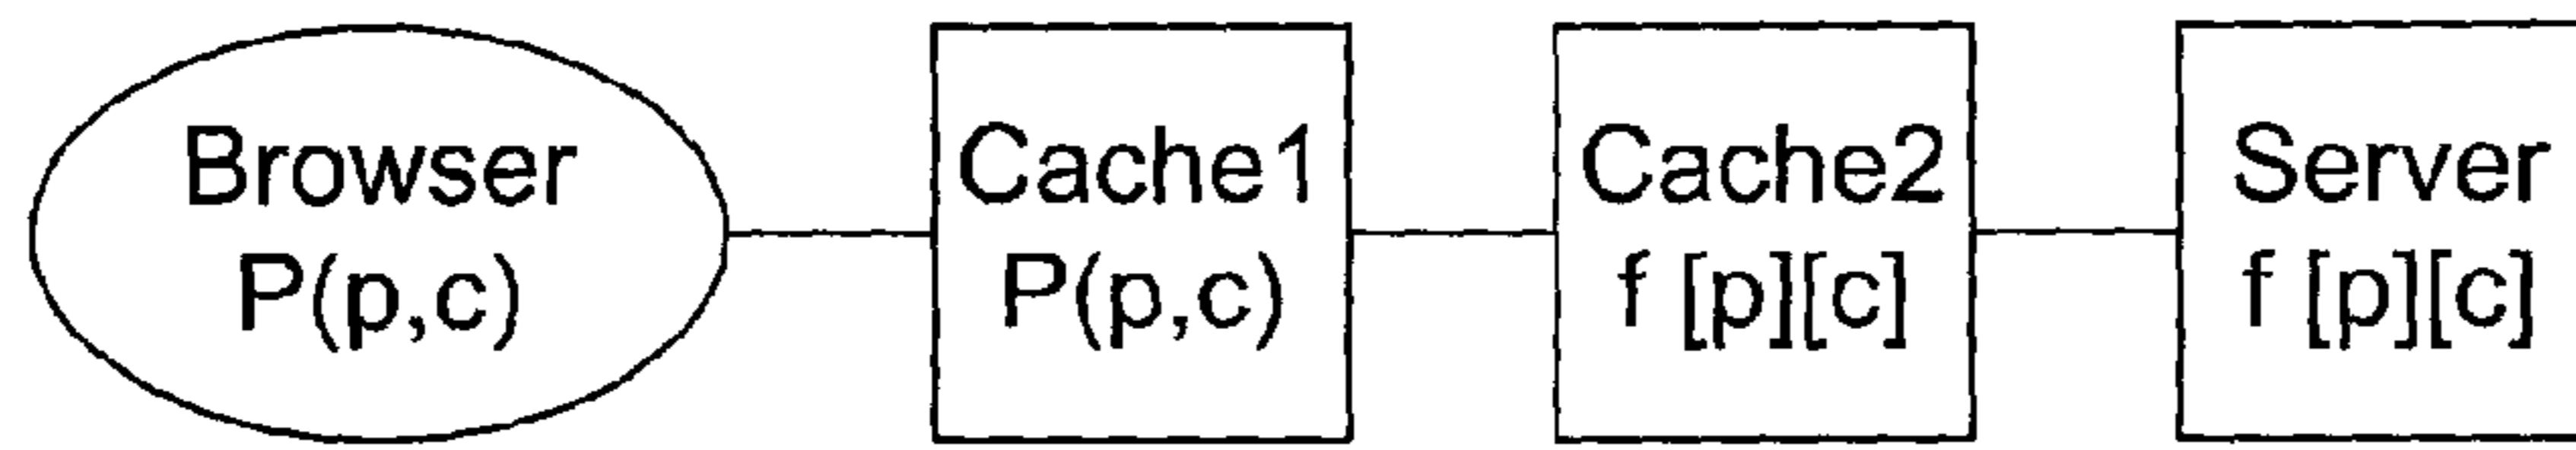 Browser
P(p,c)
Cache1
P(p,c)
Cache2
f [p][c]
Server
f [p][c]